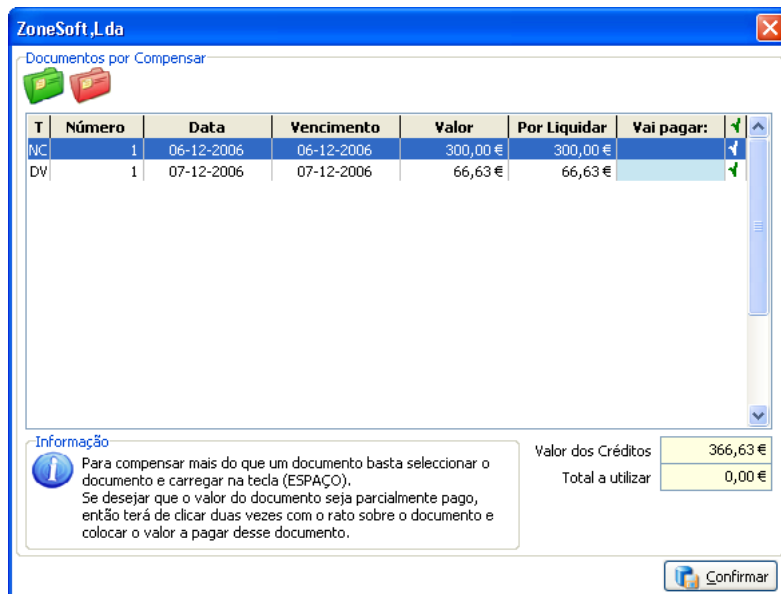 ZoneSoft,Lda
Documentos por Compensar
T Número Data Vencimento Valor Por Liquidar Vai pagar:
NC 1 06-12-2006 06-12-2006 300,00 € 300,00 €
DV 1 07-12-2006 07-12-2006 66,63 € 66,63 €
Informação
Para compensar mais do que um documento basta seleccionar o
documento e carregar na tecla (ESPAÇO).
Se desejar que o valor do documento seja parcialmente pago,
então terá de clicar duas vezes com o rato sobre o documento e
colocar o valor a pagar desse documento.
Valor dos Créditos 366,63 €
Total a utilizar 0,00 €
Confirmar